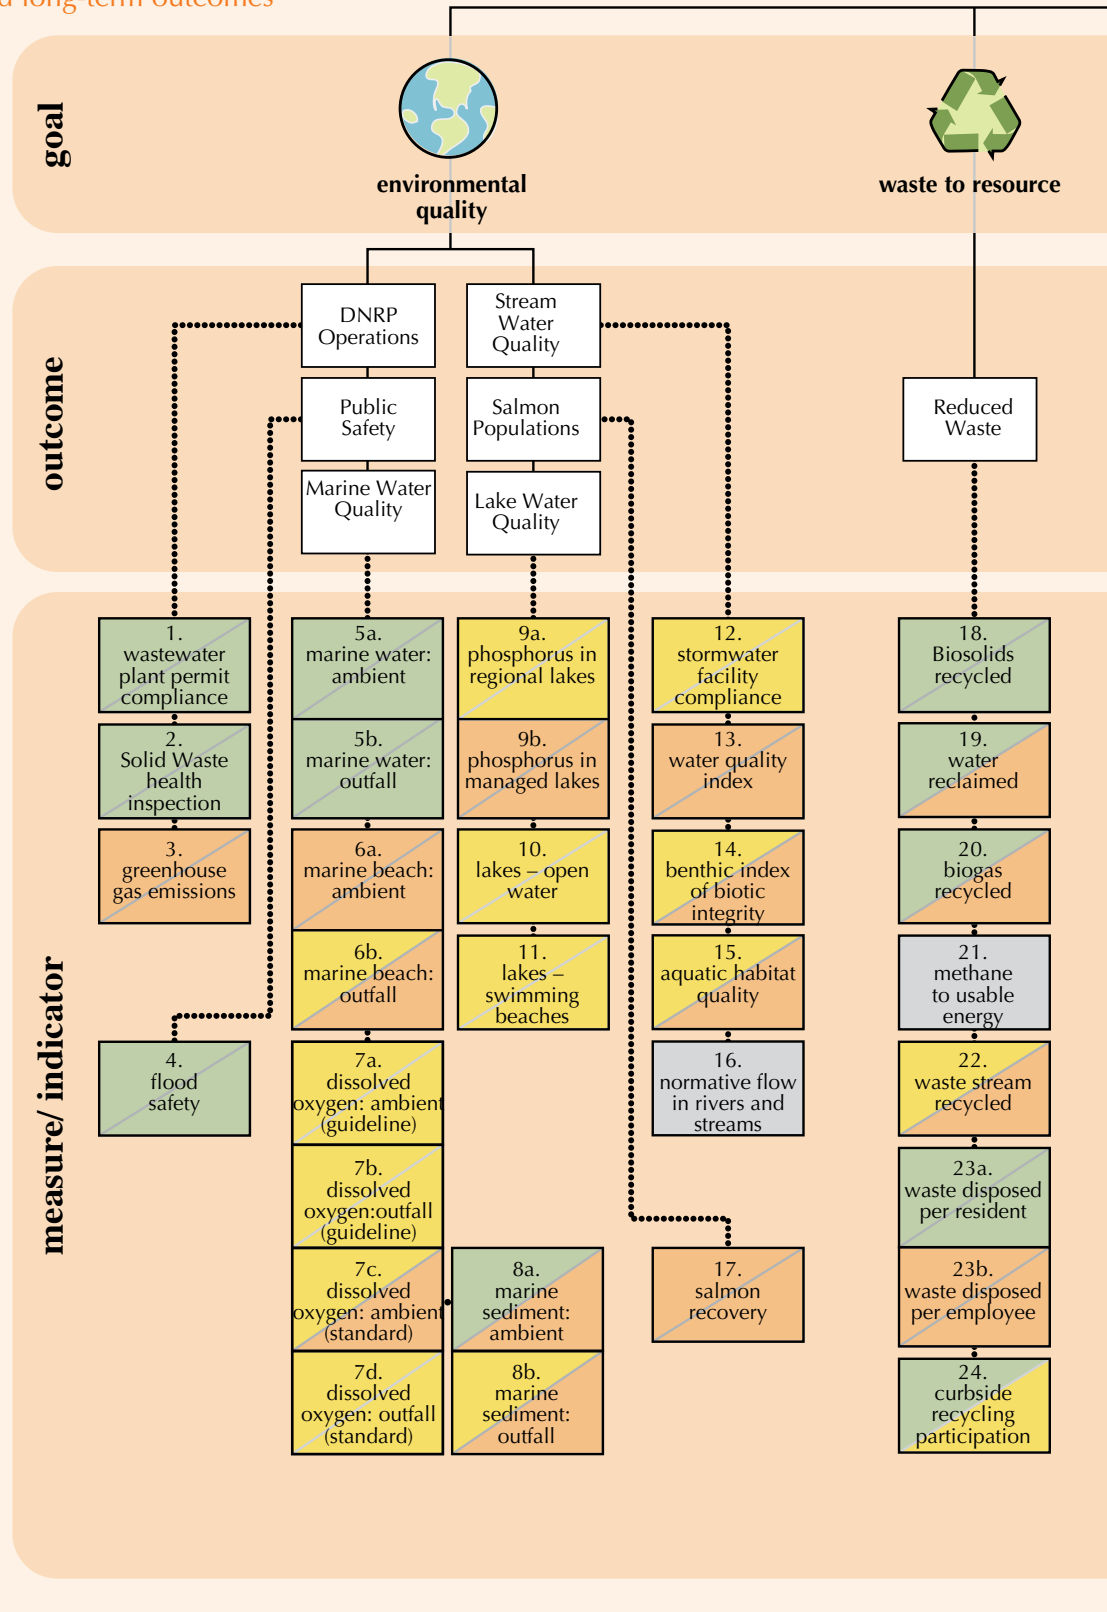 long-term outcomes
goal
environmental
quality
waste to resource
outcome
DNRP
Operations
Stream
Water
Quality
Public
Safety
Salmon
Populations
Reduced
Waste
Marine Water
Quality
Lake Water
Quality
measure/ indicator
1.
wastewater
plant permit
compliance
2.
Solid Waste
health
inspection
3.
greenhouse
gas emissions
4.
flood
safety
5a.
marine water:
ambient
5b.
marine water:
outfall
6a.
marine beach:
ambient
6b.
marine beach:
outfall
7a.
dissolved
oxygen: ambient
(guideline)
7b.
dissolved
oxygen:outfall
(guideline)
7c.
dissolved
oxygen: ambient
(standard)
7d.
dissolved
oxygen: outfall
(standard)
8a.
marine
sediment:
ambient
8b.
marine
sediment:
outfall
9a.
phosphorus in
regional lakes
9b.
phosphorus in
managed lakes
10.
lakes – open
water
11.
lakes –
swimming
beaches
12.
stormwater
facility
compliance
13.
water quality
index
14.
benthic index
of biotic
integrity
15.
aquatic habitat
quality
16.
normative flow
in rivers and
streams
17.
salmon
recovery
18.
Biosolids
recycled
19.
water
reclaimed
20.
biogas
recycled
21.
methane
to usable
energy
22.
waste stream
recycled
23a.
waste disposed
per resident
23b.
waste disposed
per employee
24.
curbside
recycling
participation